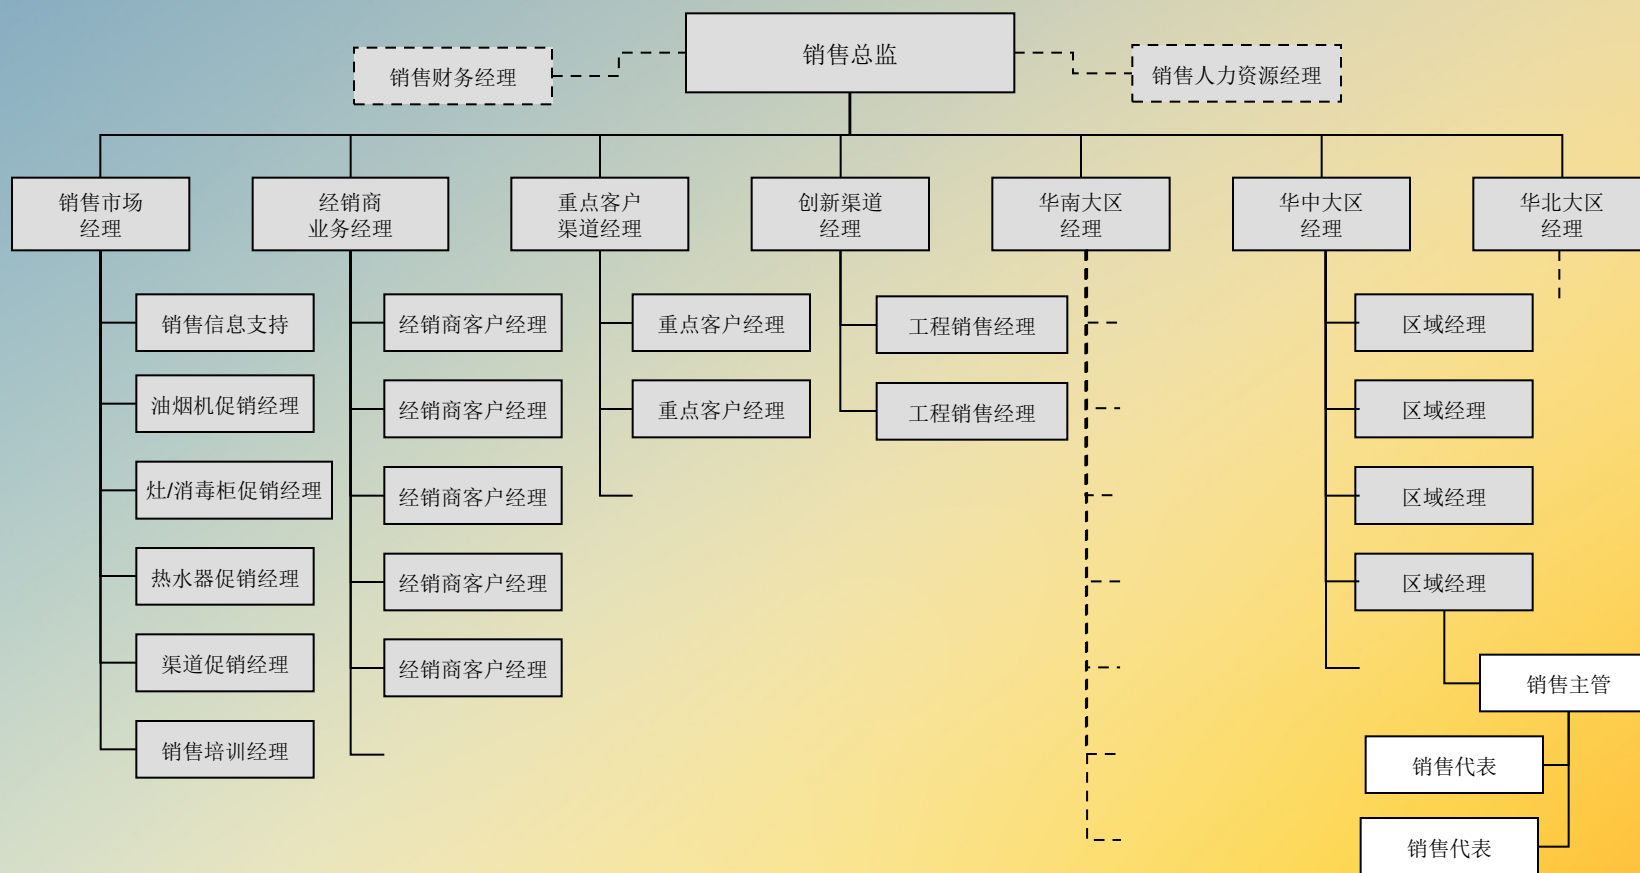 销售总监
销售财务经理
销售人力资源经理
销售市场
经理
经销商
业务经理
重点客户
渠道经理
创新渠道
经理
华南大区
经理
华中大区
经理
华北大区
经理
销售信息支持
油烟机促销经理
灶/消毒柜促销经理
热水器促销经理
渠道促销经理
销售培训经理
经销商客户经理
经销商客户经理
经销商客户经理
经销商客户经理
经销商客户经理
重点客户经理
重点客户经理
工程销售经理
工程销售经理
区域经理
区域经理
区域经理
区域经理
销售主管
销售代表
销售代表